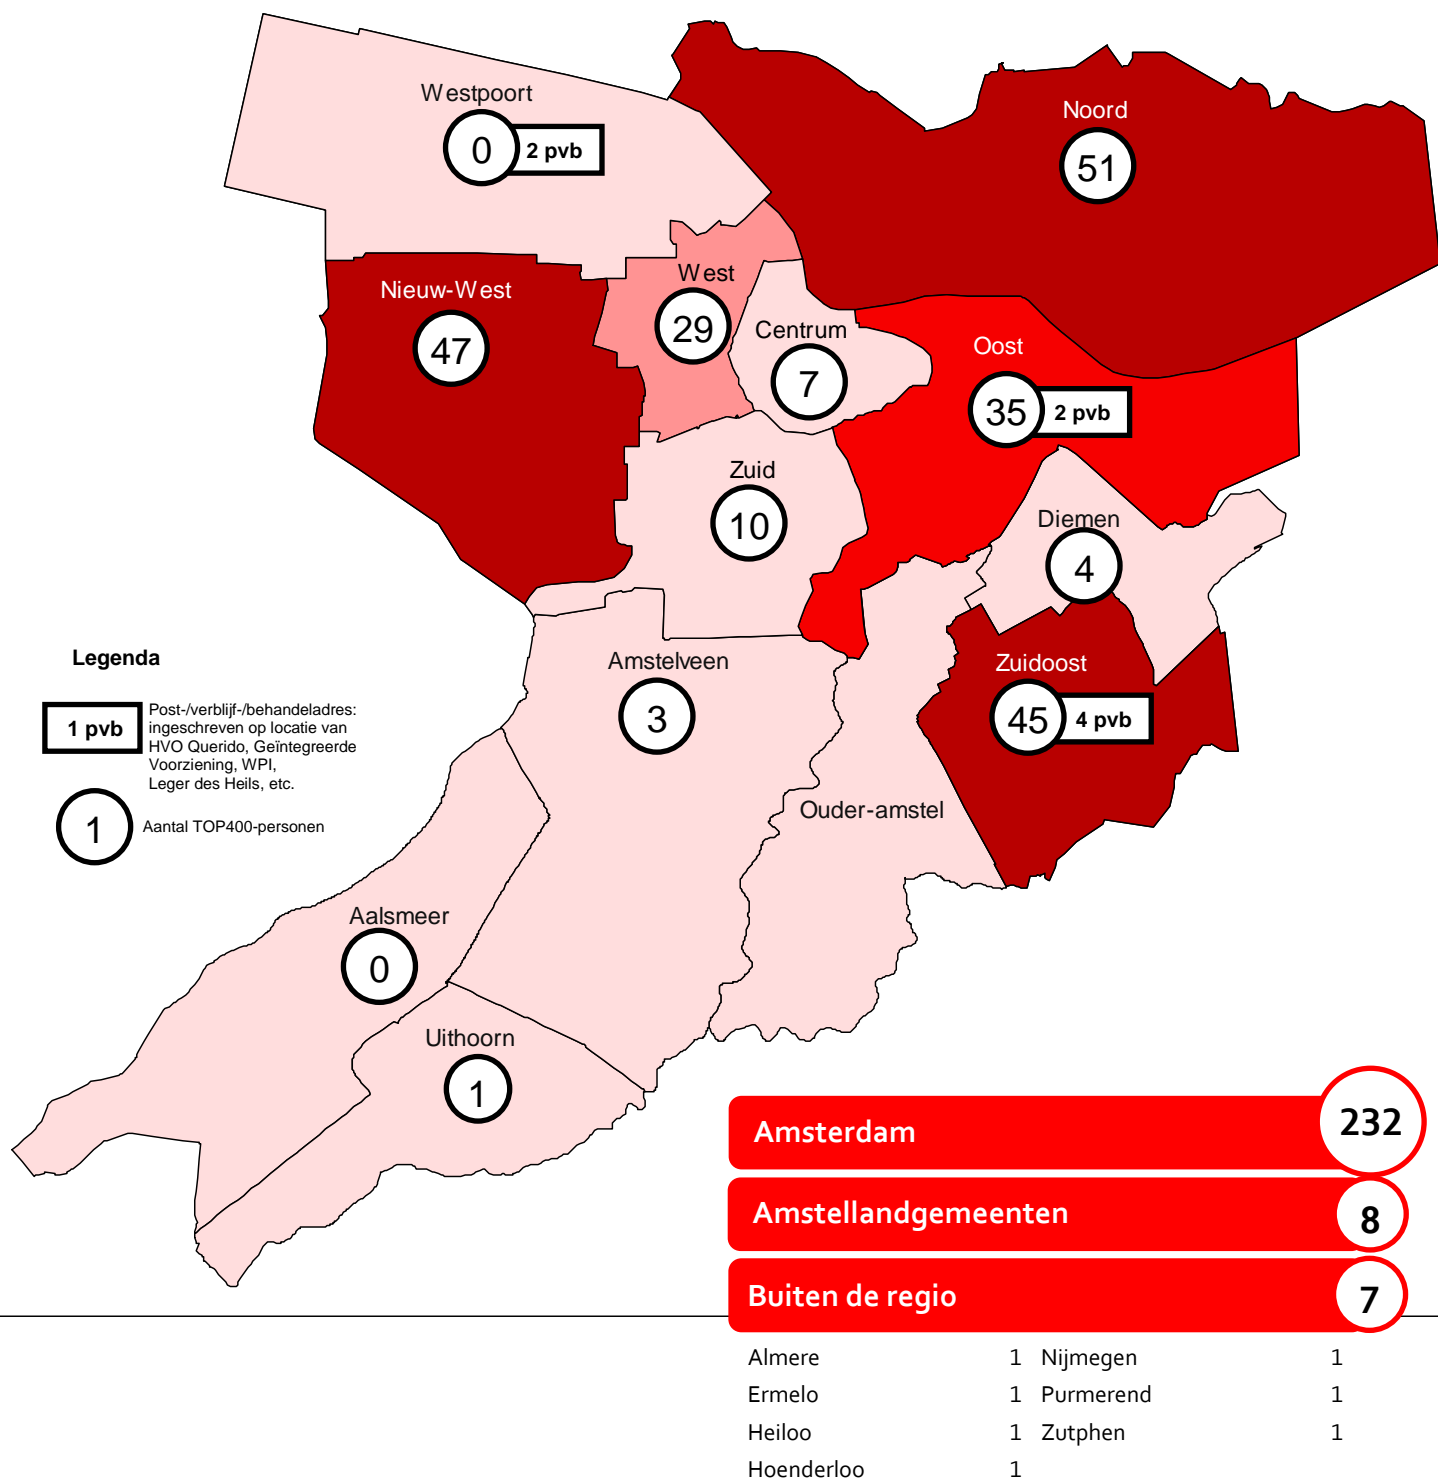 Westpoort
0
2 pvb
Noord
51
Nieuw-West
47
West
29
Centrum
7
Oost
35
2 pvb
Zuid
10
Diemen
4
Zuidoost
45
4 pvb
Amstelveen
3
Ouder-amstel
Aalsmeer
0
Uithoorn
1
Legenda
1 pvb
Post-/verblijf-/behandeladres:
ingeschreven op locatie van
HVO Querido, Geïntegreerde
Voorziening, WPI,
Leger des Heils, etc.
1
Aantal TOP400-personen
Amsterdam 232
Amstellandgemeenten 8
Buiten de regio 7
Almere 1 Nijmegen 1
Ermelo 1 Purmerend 1
Heiloo 1 Zutphen 1
Hoenderloo 1